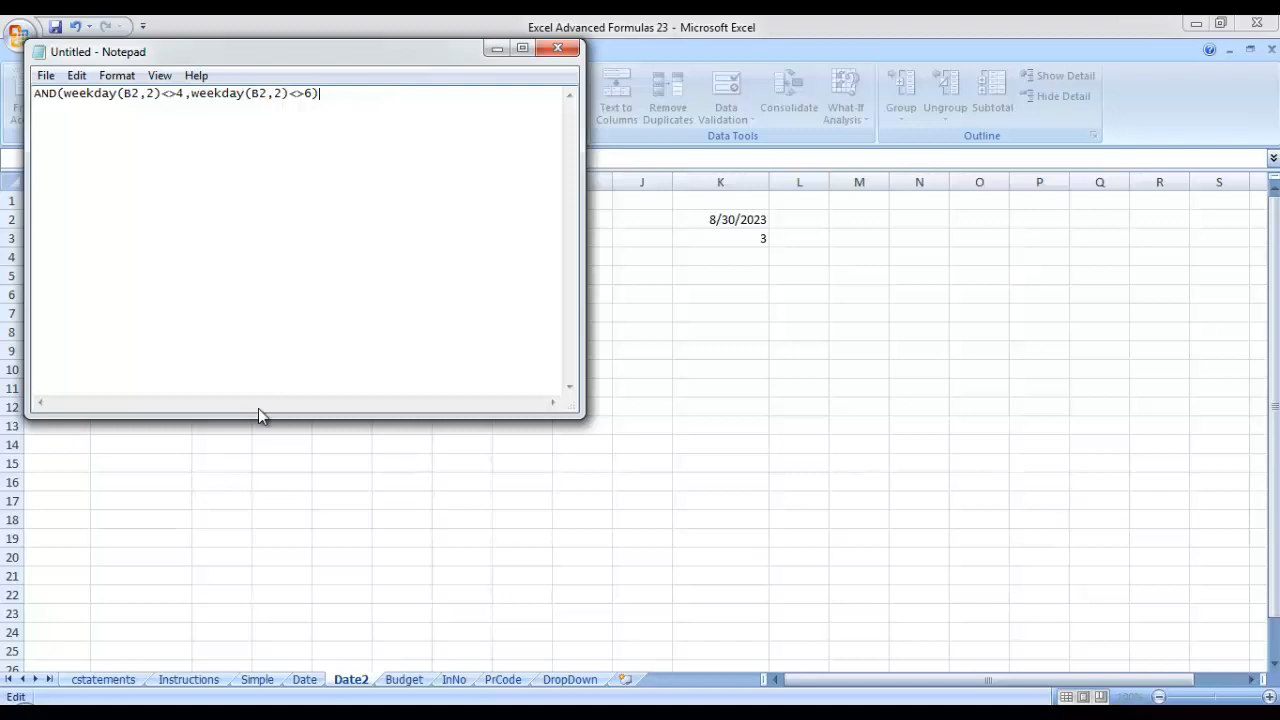 Excel Advanced Formulas 23 - Microsoft Excel
Untitled - Notepad
File Edit Format View Help
AND(weekday(B2,2)<>4,weekday(B2,2)<>6)
Text to Columns
Remove Duplicates
Data Validation
What-If Analysis
Group
Ungroup
Subtotal
Show Detail
Hide Detail
Data Tools
Outline
J K L M N O P Q R S
1
2 8/30/2023
3 3
4
5
6
7
8
9
10
11
12
13
14
15
16
17
18
19
20
21
22
23
24
25
26
cstatements Instructions Simple Date Date2 Budget InNo PrCode DropDown
Edit 100%